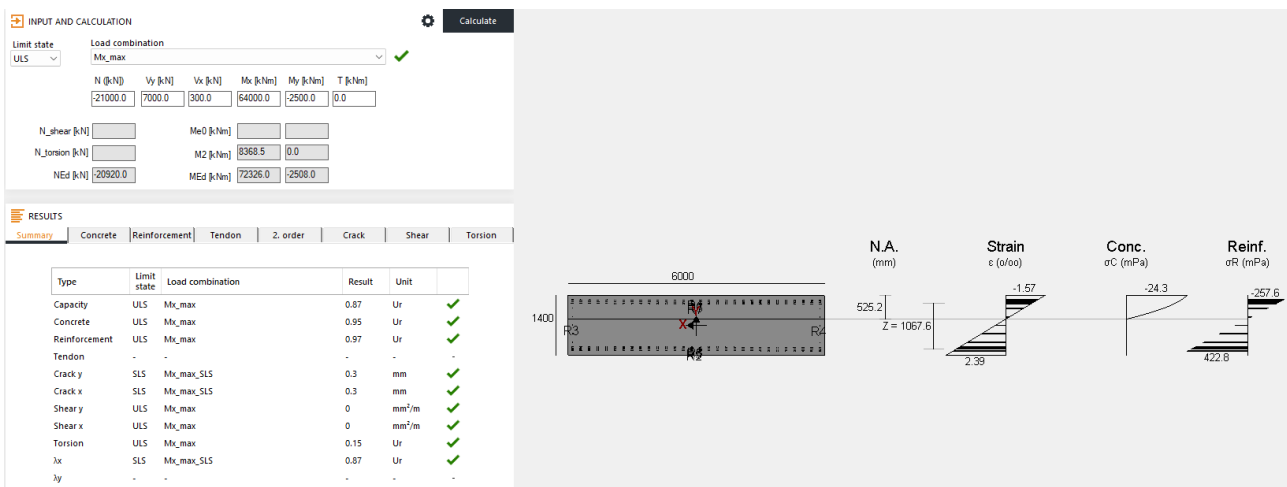 INPUT AND CALCULATION
Calculate
Limit state
Load combination
ULS
Mx_max
N ([kN]) Vy [kN] Vx [kN] Mx [kNm] My [kNm] T [kNm]
-21000.0 7000.0 300.0 64000.0 -2500.0 0.0
N_shear [kN] Me0 [kNm]
N_torsion [kN] M2 [kNm] 8368.5 0.0
NEd [kN] -20920.0 MEd [kNm] 72326.0 -2508.0
RESULTS
Summary Concrete Reinforcement Tendon 2. order Crack Shear Torsion
Type Limit state Load combination Result Unit
Capacity ULS Mx_max 0.87 Ur
Concrete ULS Mx_max 0.95 Ur
Reinforcement ULS Mx_max 0.97 Ur
Tendon - - - - -
Crack y SLS Mx_max_SLS 0.3 mm
Crack x SLS Mx_max_SLS 0.3 mm
Shear y ULS Mx_max 0 mm²/m
Shear x ULS Mx_max 0 mm²/m
Torsion ULS Mx_max 0.15 Ur
λx SLS Mx_max_SLS 0.87 Ur
λy - - - - -
N.A. Strain Conc. Reinf.
(mm) ε (o/oo) σC (mPa) σR (mPa)
6000
-1.57 -24.3 -257.6
525.2
1400
X
R3
R4
Z = 1067.6
2.39
422.8